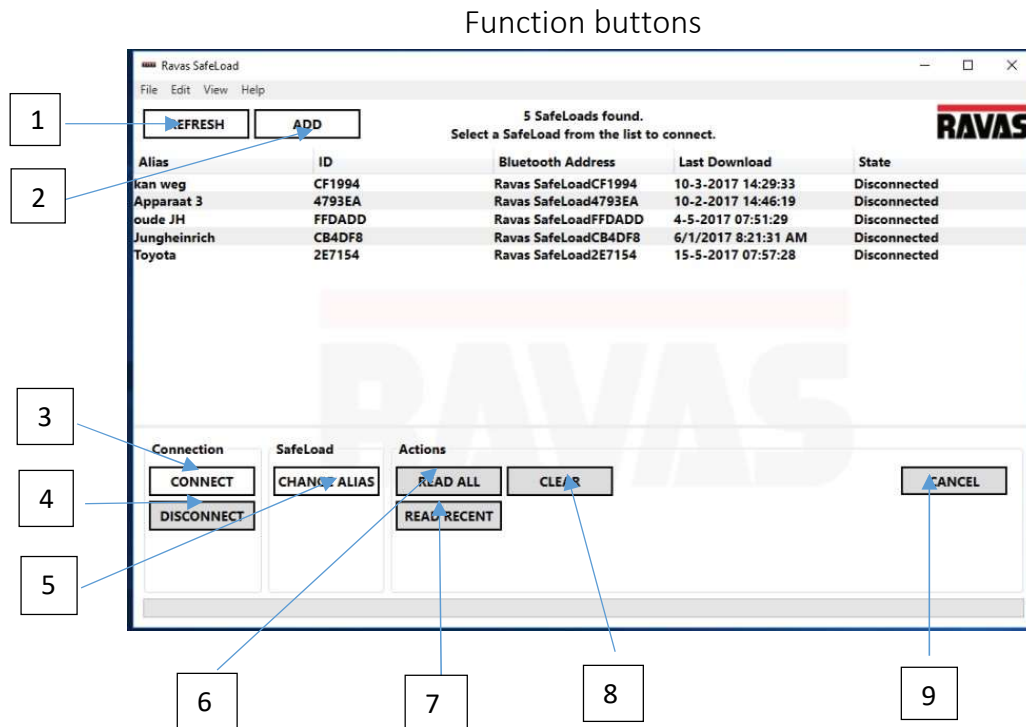 Function buttons
Ravas SafeLoad
File Edit View Help
1
REFRESH ADD
5 SafeLoads found.
Select a SafeLoad from the list to connect.
RAVAS
2
Alias ID Bluetooth Address Last Download State
kan weg CF1994 Ravas SafeLoadCF1994 10-3-2017 14:29:33 Disconnected
Apparaat 3 4793EA Ravas SafeLoad4793EA 10-2-2017 14:46:19 Disconnected
oude JH FFDADD Ravas SafeLoadFFDADD 4-5-2017 07:51:29 Disconnected
Jungheinrich CB4DF8 Ravas SafeLoadCB4DF8 6/1/2017 8:21:31 AM Disconnected
Toyota 2E7154 Ravas SafeLoad2E7154 15-5-2017 07:57:28 Disconnected
RAVAS
3
Connection SafeLoad Actions
CONNECT CHANGE ALIAS READ ALL CLEAR CANCEL
4
DISCONNECT READ RECENT
5
6 7 8 9